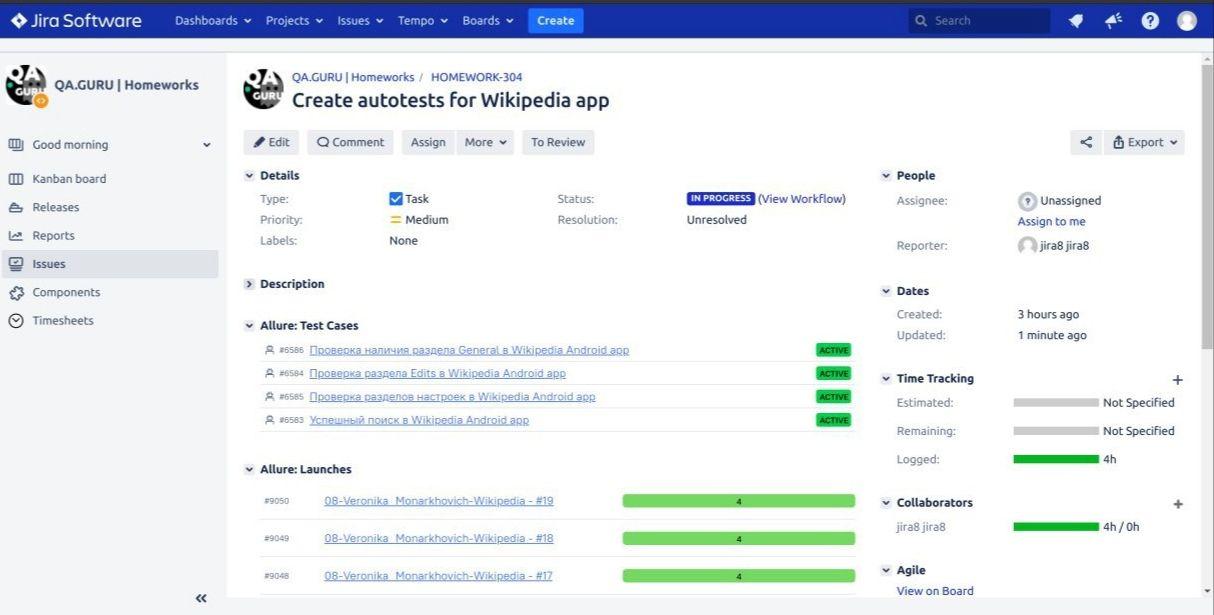 Jira Software Dashboards Projects Issues Tempo Boards Create Search
QA.GURU | Homeworks
Good morning
Kanban board
Releases
Reports
Issues
Components
Timesheets
QA.GURU | Homeworks / HOMEWORK-304
Create autotests for Wikipedia app
Edit Comment Assign More To Review Export
Details
Type: Task Status: IN PROGRESS (View Workflow)
Priority: Medium Resolution: Unresolved
Labels: None
Description
Allure: Test Cases
#6586 Проверка наличия раздела General в Wikipedia Android app ACTIVE
#6584 Проверка раздела Edits в Wikipedia Android app ACTIVE
#6585 Проверка разделов настроек в Wikipedia Android app ACTIVE
#6583 Успешный поиск в Wikipedia Android app ACTIVE
Allure: Launches
#9050 08-Veronika_Monarkhovich-Wikipedia - #19 4
#9049 08-Veronika_Monarkhovich-Wikipedia - #18 4
#9048 08-Veronika_Monarkhovich-Wikipedia - #17 4
People
Assignee: Unassigned
Assign to me
Reporter: jira8 jira8
Dates
Created: 3 hours ago
Updated: 1 minute ago
Time Tracking
Estimated: Not Specified
Remaining: Not Specified
Logged: 4h
Collaborators
jira8 jira8 4h / 0h
Agile
View on Board